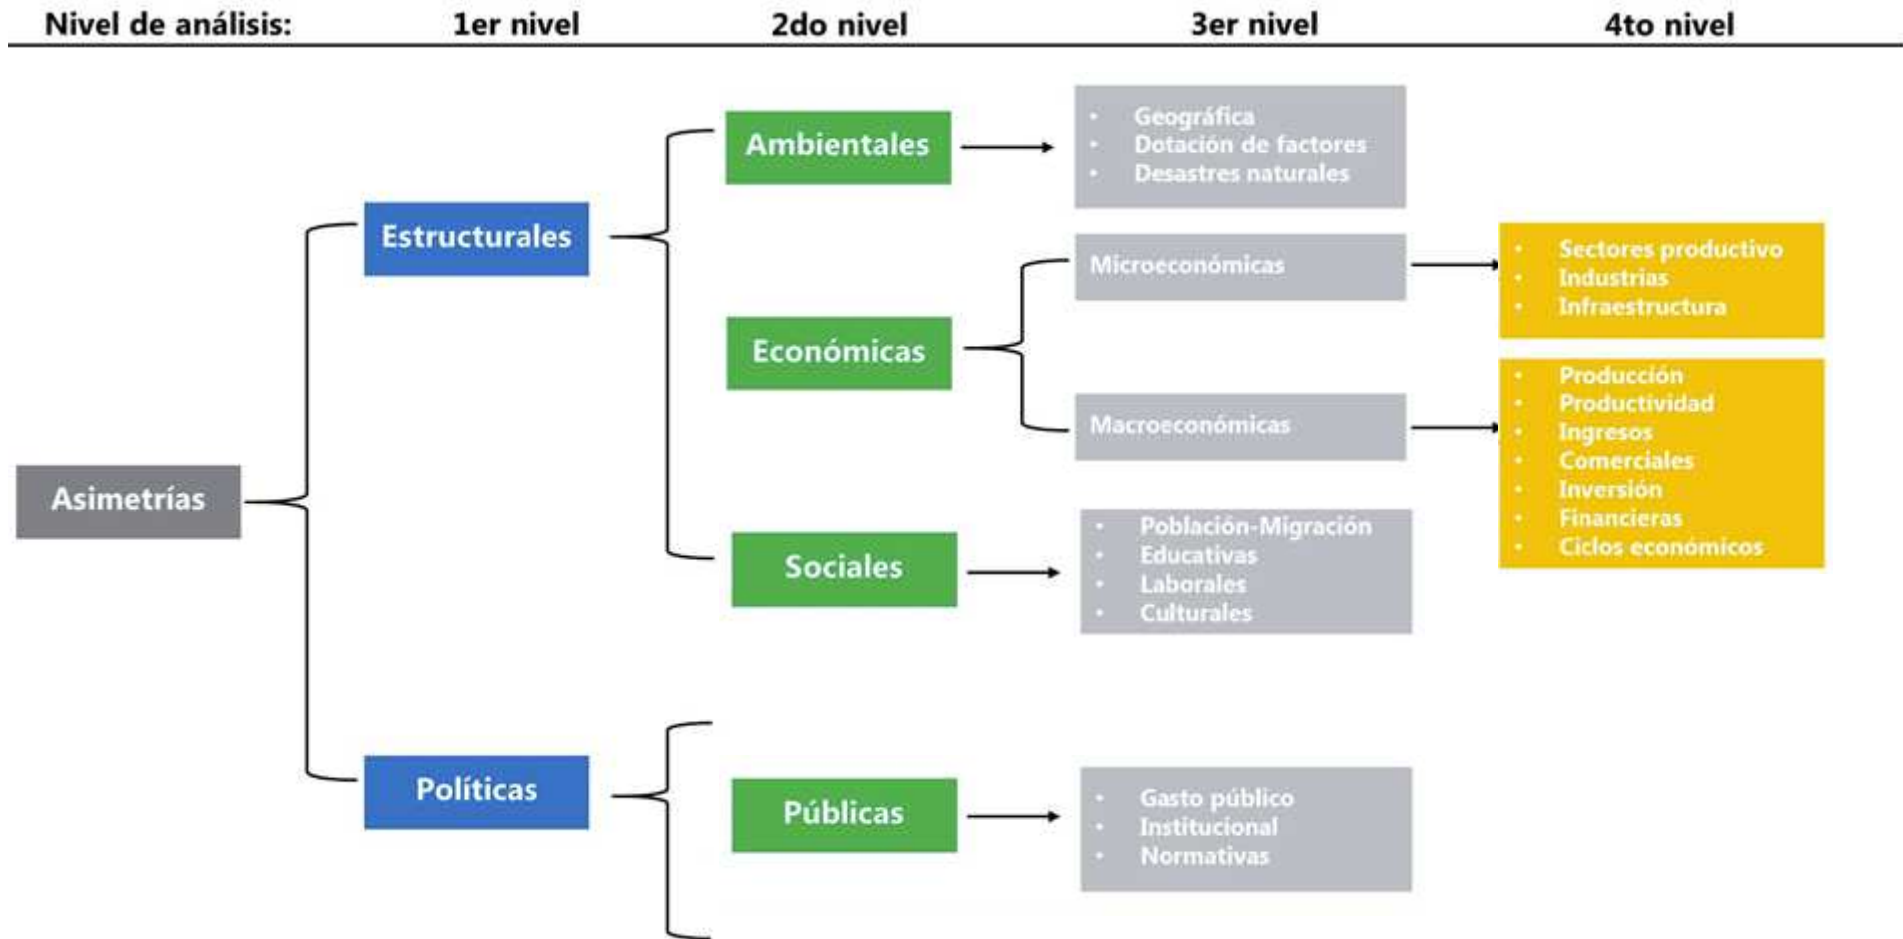 Nivel de análisis: 1er nivel 2do nivel 3er nivel 4to nivel
Asimetrías
Estructurales
Políticas
Ambientales
Económicas
Sociales
Públicas
• Geográfica
• Dotación de factores
• Desastres naturales
Microeconómicas
Macroeconómicas
• Población-Migración
• Educativas
• Laborales
• Culturales
• Gasto público
• Institucional
• Normativas
• Sectores productivo
• Industrias
• Infraestructura
• Producción
• Productividad
• Ingresos
• Comerciales
• Inversión
• Financieras
• Ciclos económicos